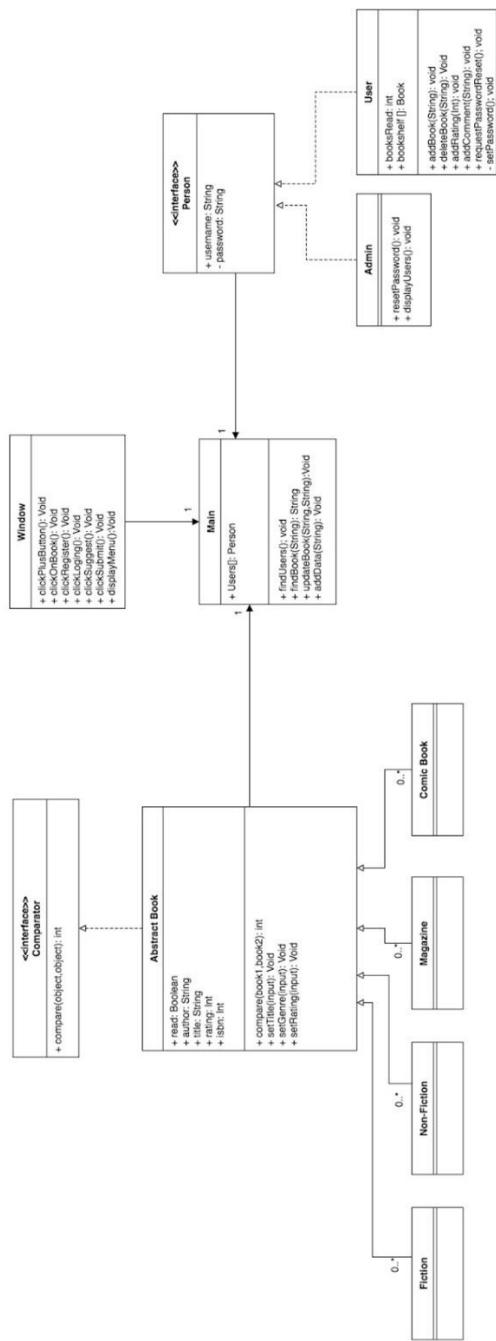 <<interface>>
Comparator
+ compare(object,object): int
Abstract Book
+ read: Boolean
+ author: String
+ title: String
+ rating: Int
+ isbn: Int
+ compare(book1,book2): int
+ setTitle(input): Void
+ setGenre(input): Void
+ setRating(input): Void
0..*
Fiction
0..*
Non-Fiction
0..*
Magazine
0..*
Comic Book
Window
+ clickPlusButton(): Void
+ clickOnBook(): Void
+ clickRegister(): Void
+ clickLoging(): Void
+ clickSuggest(): Void
+ clickSubmit(): Void
+ displayMenu():Void
1
1
1
Main
+ Users[]: Person
+ findUsers(): void
+ findBook(String): String
+ updateBook(String,String):Void
+ addData(String): Void
<<interface>>
Person
+ username: String
- password: String
Admin
+ resetPassword(): void
+ displayUsers(): void
User
+ booksRead: int
+ bookshelf []: Book
+ addBook(String): void
+ deleteBook(String): Void
+ addRating(Int): void
+ addComment(String): void
+ requestPasswordReset(); void
- setPassword(); void